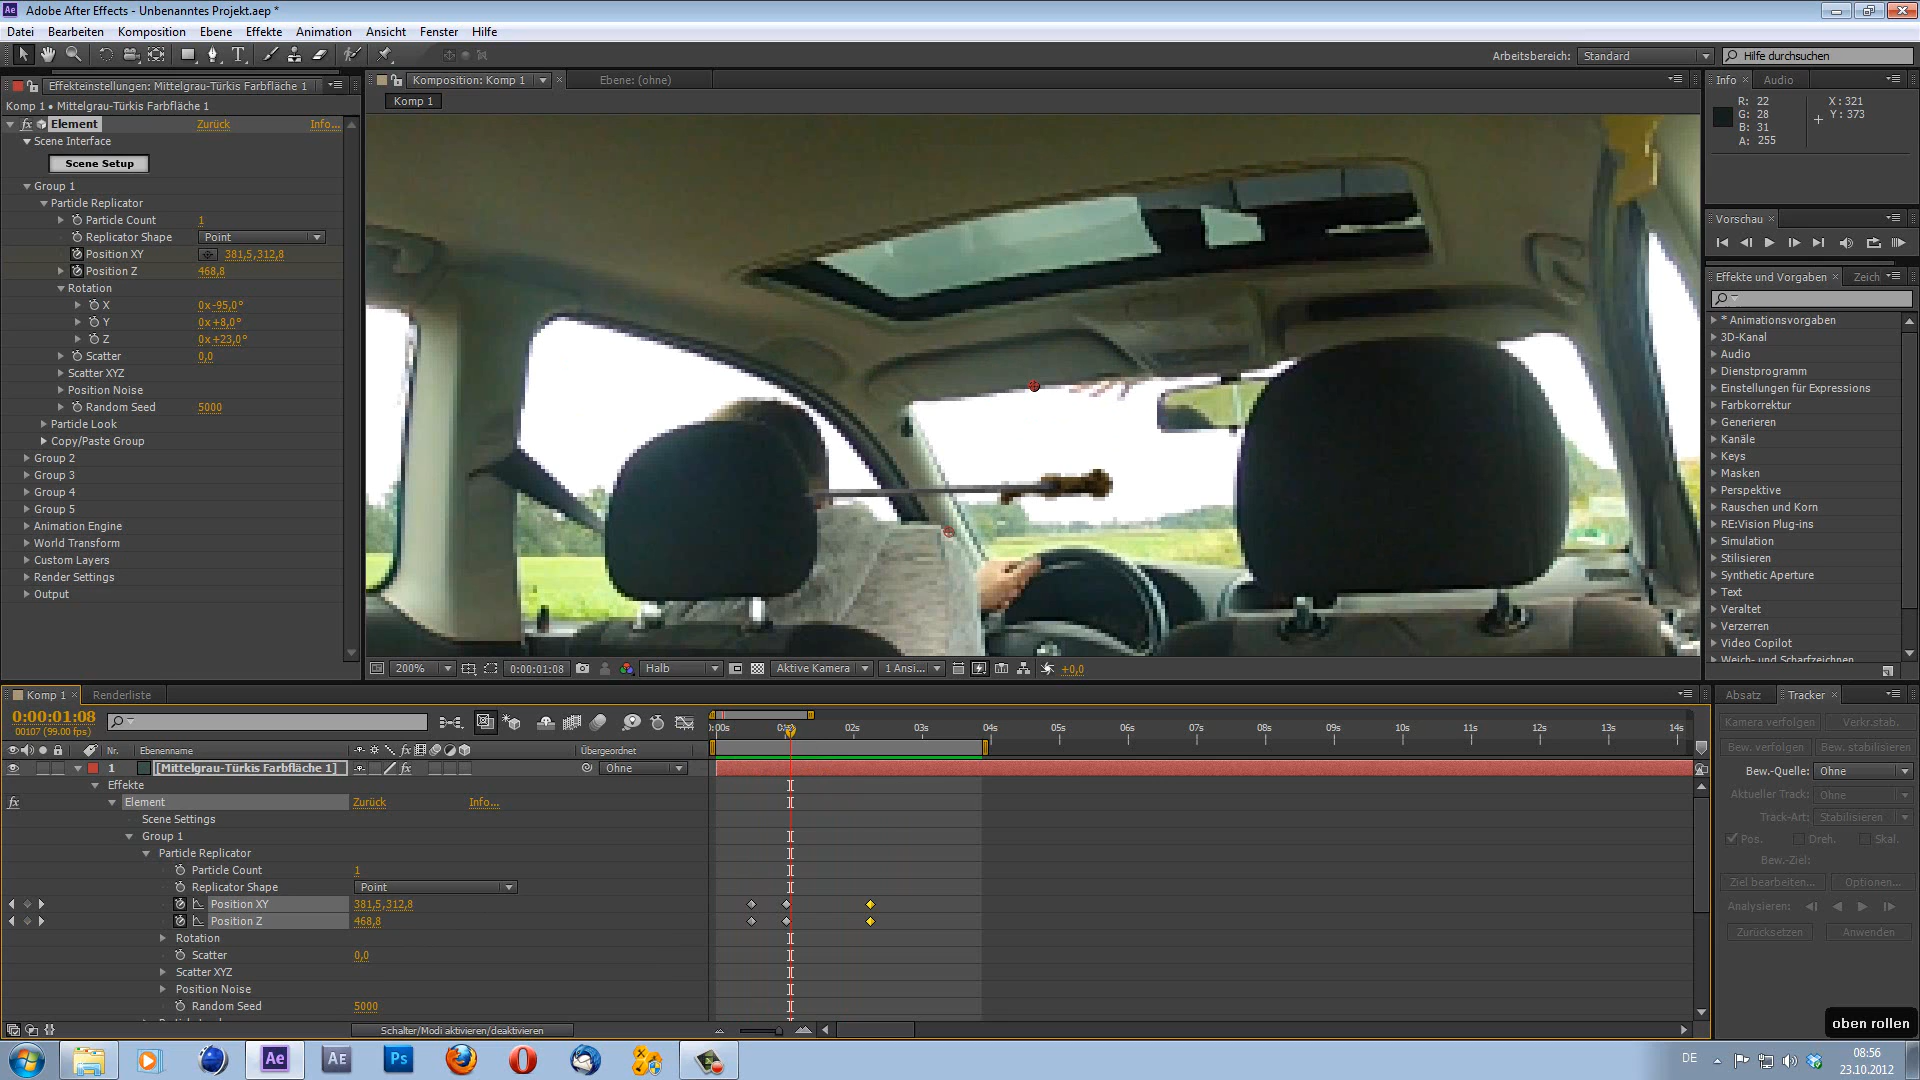 Adobe After Effects - Unbenanntes Projekt.aep *
Datei Bearbeiten Komposition Ebene Effekte Animation Ansicht Fenster Hilfe
Arbeitsbereich: Standard Hilfe durchsuchen
Effekteinstellungen: Mittelgrau-Türkis Farbfläche 1
Komp 1 • Mittelgrau-Türkis Farbfläche 1
Element Zurück Info...
Scene Interface
Scene Setup
Group 1
Particle Replicator
Particle Count 1
Replicator Shape Point
Position XY 381,5,312,8
Position Z 468,8
Rotation
X 0x-95,0°
Y 0x+8,0°
Z 0x+23,0°
Scatter 0,0
Scatter XYZ
Position Noise
Random Seed 5000
Particle Look
Copy/Paste Group
Group 2
Group 3
Group 4
Group 5
Animation Engine
World Transform
Custom Layers
Render Settings
Output
Komposition: Komp 1 Ebene: (ohne)
Komp 1
200% 0:00:01:08 Halb Aktive Kamera 1 Ansi... +0,0
Info Audio
R: 22 X: 321
G: 28 Y: 373
B: 31
A: 255
Vorschau
Effekte und Vorgaben Zeich
* Animationsvorgaben
3D-Kanal
Audio
Dienstprogramm
Einstellungen für Expressions
Farbkorrektur
Generieren
Kanäle
Keys
Masken
Perspektive
Rauschen und Korn
RE:Vision Plug-ins
Simulation
Stilisieren
Synthetic Aperture
Text
Veraltet
Verzerren
Video Copilot
Weich- und Scharfzeichnen
Komp 1 Renderliste
0:00:01:08
00107 (99.00 fps)
Nr. Ebenenname Übergeordnet
:00s 02s 03s 04s 05s 06s 07s 08s 09s 10s 11s 12s 13s 14s
1 [Mittelgrau-Türkis Farbfläche 1] Ohne
Effekte
Element Zurück Info...
Scene Settings
Group 1
Particle Replicator
Particle Count 1
Replicator Shape Point
Position XY 381,5,312,8
Position Z 468,8
Rotation
Scatter 0,0
Scatter XYZ
Position Noise
Random Seed 5000
Schalter/Modi aktivieren/deaktivieren
Absatz Tracker
Kamera verfolgen Verkr.stab.
Bew. verfolgen Bew. stabilisieren
Bew.-Quelle: Ohne
Aktueller Track: Ohne
Track-Art: Stabilisieren
Pos. Dreh. Skal.
Bew.-Ziel:
Ziel bearbeiten... Optionen...
Analysieren:
Zurücksetzen Anwenden
oben rollen
DE 08:56
23.10.2012